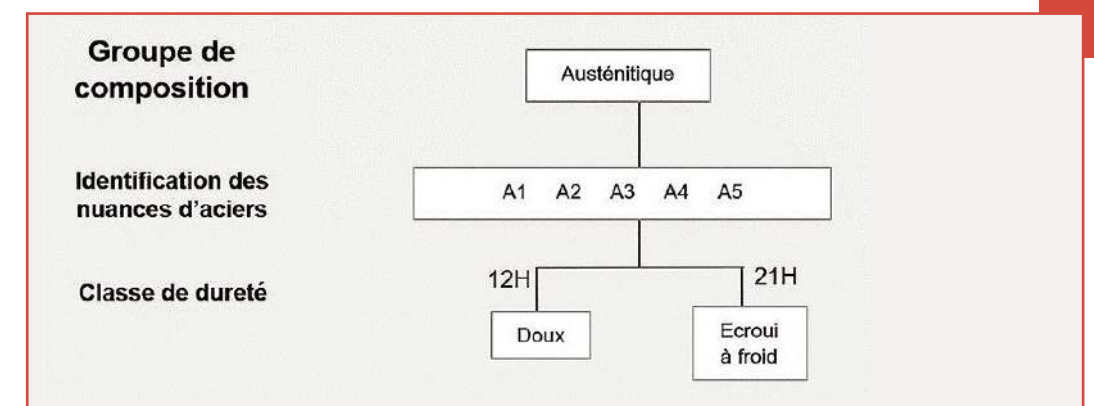 Groupe de
composition
Austénitique
Identification des
nuances d'aciers
A1 A2 A3 A4 A5
Classe de dureté
12H
21H
Doux
Ecroui
à froid